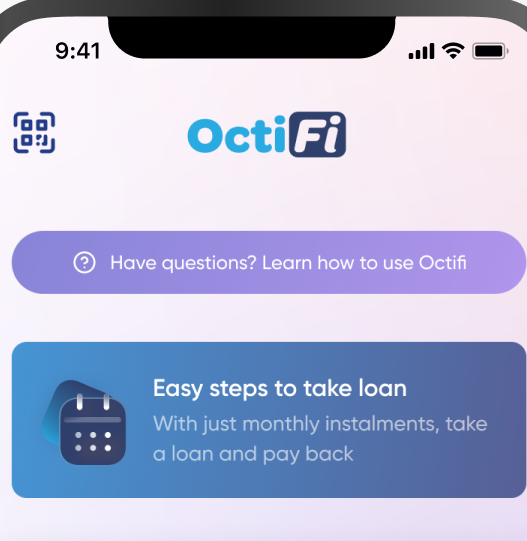 9:41
OctiFi
Have questions? Learn how to use Octifi
Easy steps to take loan
With just monthly instalments, take
a loan and pay back